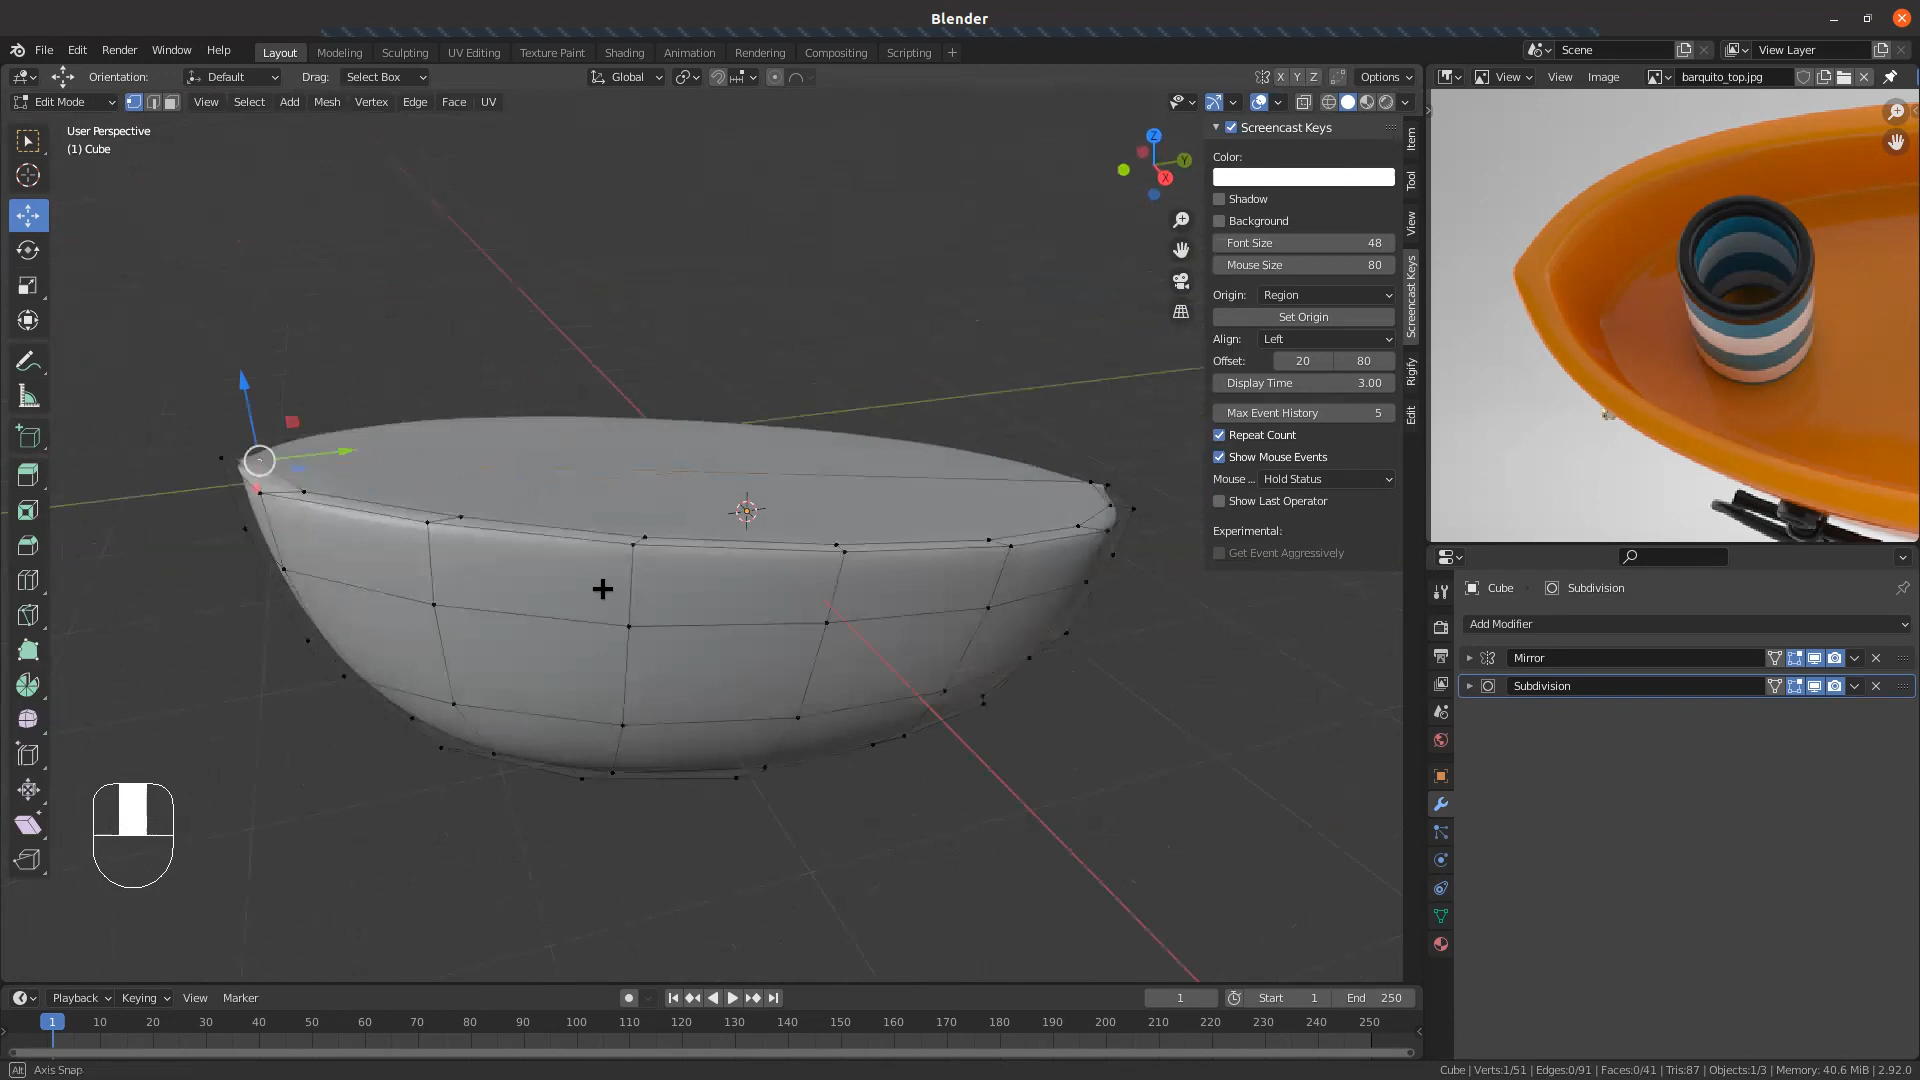 Blender
File Edit Render Window Help
Layout Modeling Sculpting UV Editing Texture Paint Shading Animation Rendering Compositing Scripting +
Scene
View Layer
Orientation: Default Drag: Select Box
Global
X Y Z Options
View View Image barquito_top.jpg
Edit Mode View Select Add Mesh Vertex Edge Face UV
User Perspective
(1) Cube
Z
Y
X
Screencast Keys
Color:
Shadow
Background
Font Size 48
Mouse Size 80
Origin: Region
Set Origin
Align: Left
Offset: 20 80
Display Time 3.00
Max Event History 5
Repeat Count
Show Mouse Events
Mouse ... Hold Status
Show Last Operator
Experimental:
Get Event Aggressively
Item
Tool
View
Screencast Keys
Rigify
Edit
Cube Subdivision
Add Modifier
Mirror
Subdivision
Playback Keying View Marker
1 Start 1 End 250
1 10 20 30 40 50 60 70 80 90 100 110 120 130 140 150 160 170 180 190 200 210 220 230 240 250
Alt Axis Snap
Cube | Verts:1/51 | Edges:0/91 | Faces:0/41 | Tris:87 | Objects:1/3 | Memory: 40.6 MiB | 2.92.0